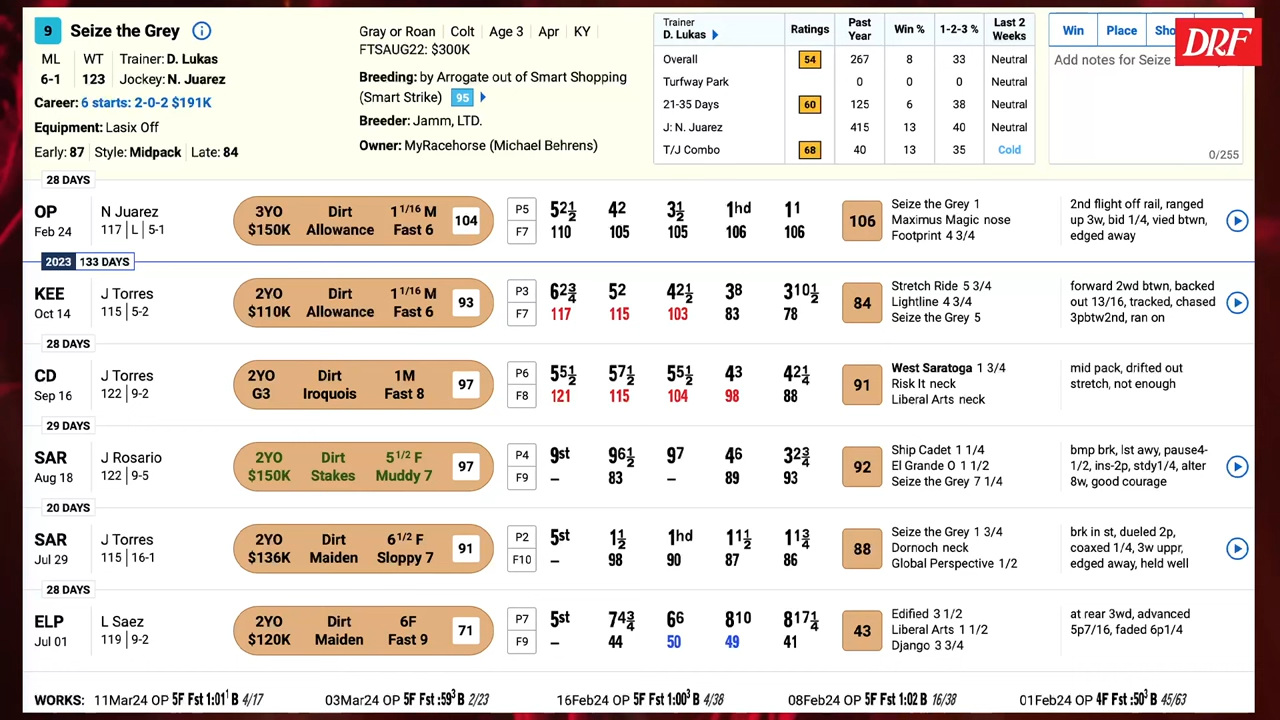 9 Seize the Grey i
ML WT Trainer: D. Lukas
6-1 123 Jockey: N. Juarez
Career: 6 starts: 2-0-2 $191K
Equipment: Lasix Off
Early: 87 Style: Midpack Late: 84
Gray or Roan Colt Age 3 Apr KY
FTSAUG22: $300K
Breeding: by Arrogate out of Smart Shopping
(Smart Strike) 95
Breeder: Jamm, LTD.
Owner: MyRacehorse (Michael Behrens)
Trainer D. Lukas Ratings Past Year Win % 1-2-3 % Last 2 Weeks
Overall 54 267 8 33 Neutral
Turfway Park 0 0 0 Neutral
21-35 Days 60 125 6 38 Neutral
J: N. Juarez 415 13 40 Neutral
T/J Combo 68 40 13 35 Cold
Win Place Sho
DRF
Add notes for Seize
0/255
28 DAYS
OP N Juarez 3YO Dirt 1 1/16 M 104 P5 5 2 1/2 4 2 3 1/2 1 hd 1 1 106 Seize the Grey 1 2nd flight off rail, ranged
Feb 24 117 L 5-1 $150K Allowance Fast 6 F7 110 105 105 106 106 Maximus Magic nose up 3w, bid 1/4, vied btwn,
Footprint 4 3/4 edged away
2023 133 DAYS
KEE J Torres 2YO Dirt 1 1/16 M 93 P3 6 2 3/4 5 2 4 2 1/2 3 8 3 10 1/2 84 Stretch Ride 5 3/4 forward 2wd btwn, backed
Oct 14 115 5-2 $110K Allowance Fast 6 F7 117 115 103 83 78 Lightline 4 3/4 out 13/16, tracked, chased
Seize the Grey 5 3pbtw2nd, ran on
28 DAYS
CD J Torres 2YO Dirt 1M 97 P6 5 5 1/2 5 7 1/2 5 5 1/2 4 3 4 2 1/4 91 West Saratoga 1 3/4 mid pack, drifted out
Sep 16 122 9-2 G3 Iroquois Fast 8 F8 121 115 104 98 88 Risk It neck stretch, not enough
Liberal Arts neck
29 DAYS
SAR J Rosario 2YO Dirt 5 1/2 F 97 P4 9st 9 6 1/2 9 7 4 6 3 2 3/4 92 Ship Cadet 1 1/4 bmp brk, lst awy, pause4-
Aug 18 122 9-5 $150K Stakes Muddy 7 F9 – 83 – 89 93 El Grande O 1 1/2 1/2, ins-2p, stdy1/4, alter
Seize the Grey 7 1/4 8w, good courage
20 DAYS
SAR J Torres 2YO Dirt 6 1/2 F 91 P2 5st 1 1/2 1hd 1 1 1/2 1 1 3/4 88 Seize the Grey 1 3/4 brk in st, dueled 2p,
Jul 29 115 16-1 $136K Maiden Sloppy 7 F10 – 98 90 87 86 Dornoch neck coaxed 1/4, 3w uppr,
Global Perspective 1/2 edged away, held well
28 DAYS
ELP L Saez 2YO Dirt 6F 71 P7 5st 7 4 3/4 6 6 8 10 8 17 1/4 43 Edified 3 1/2 at rear 3wd, advanced
Jul 01 119 9-2 $120K Maiden Fast 9 F9 – 44 50 49 41 Liberal Arts 1 1/2 5p7/16, faded 6p1/4
Django 3 3/4
WORKS: 11Mar24 OP 5F Fst 1:01¹ B 4/17 03Mar24 OP 5F Fst :59³ B 2/23 16Feb24 OP 5F Fst 1:00³ B 4/38 08Feb24 OP 5F Fst 1:02 B 16/38 01Feb24 OP 4F Fst :50³ B 45/63